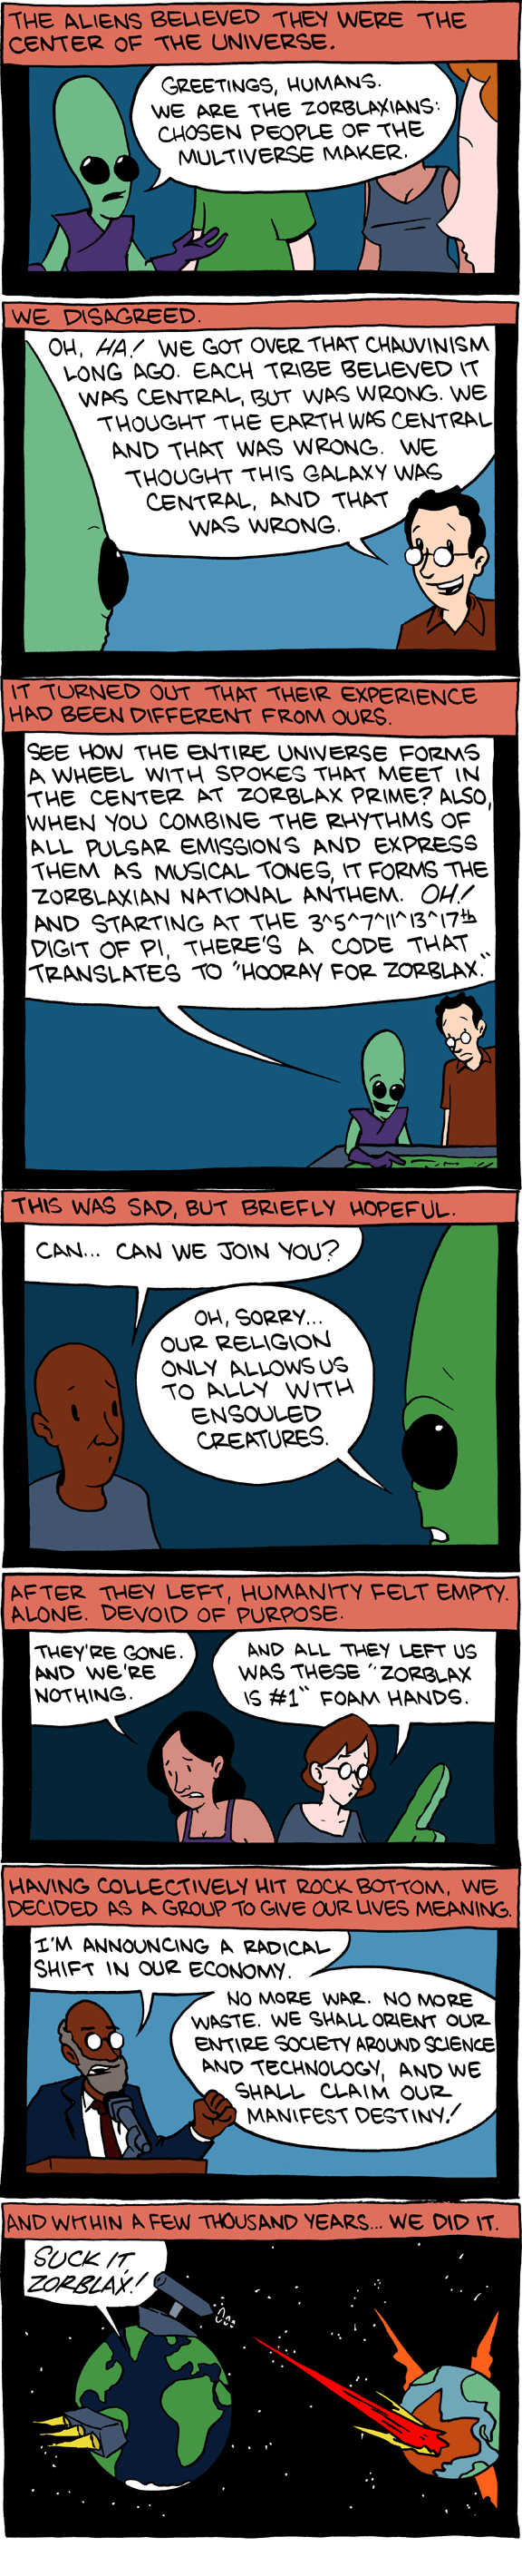 THE ALIENS BELIEVED THEY WERE THE
CENTER OF THE UNIVERSE.
GREETINGS, HUMANS.
WE ARE THE ZORBLAXIANS:
CHOSEN PEOPLE OF THE
MULTIVERSE MAKER.
WE DISAGREED.
OH, HA! WE GOT OVER THAT CHAUVINISM
LONG AGO. EACH TRIBE BELIEVED IT
WAS CENTRAL, BUT WAS WRONG. WE
THOUGHT THE EARTH WAS CENTRAL
AND THAT WAS WRONG. WE
THOUGHT THIS GALAXY WAS
CENTRAL, AND THAT
WAS WRONG.
IT TURNED OUT THAT THEIR EXPERIENCE
HAD BEEN DIFFERENT FROM OURS.
SEE HOW THE ENTIRE UNIVERSE FORMS
A WHEEL WITH SPOKES THAT MEET IN
THE CENTER AT ZORBLAX PRIME? ALSO,
WHEN YOU COMBINE THE RHYTHMS OF
ALL PULSAR EMISSIONS AND EXPRESS
THEM AS MUSICAL TONES, IT FORMS THE
ZORBLAXIAN NATIONAL ANTHEM. OH!
AND STARTING AT THE 3^5^7^11^13^17th
DIGIT OF PI, THERE'S A CODE THAT
TRANSLATES TO "HOORAY FOR ZORBLAX."
THIS WAS SAD, BUT BRIEFLY HOPEFUL.
CAN... CAN WE JOIN YOU?
OH, SORRY...
OUR RELIGION
ONLY ALLOWS US
TO ALLY WITH
ENSOULED
CREATURES.
AFTER THEY LEFT, HUMANITY FELT EMPTY.
ALONE. DEVOID OF PURPOSE.
THEY'RE GONE.
AND WE'RE
NOTHING.
AND ALL THEY LEFT US
WAS THESE "ZORBLAX
IS #1" FOAM HANDS.
HAVING COLLECTIVELY HIT ROCK BOTTOM, WE
DECIDED AS A GROUP TO GIVE OUR LIVES MEANING.
I'M ANNOUNCING A RADICAL
SHIFT IN OUR ECONOMY.
NO MORE WAR. NO MORE
WASTE. WE SHALL ORIENT OUR
ENTIRE SOCIETY AROUND SCIENCE
AND TECHNOLOGY, AND WE
SHALL CLAIM OUR
MANIFEST DESTINY!
AND WITHIN A FEW THOUSAND YEARS... WE DID IT.
SUCK IT,
ZORBLAX!